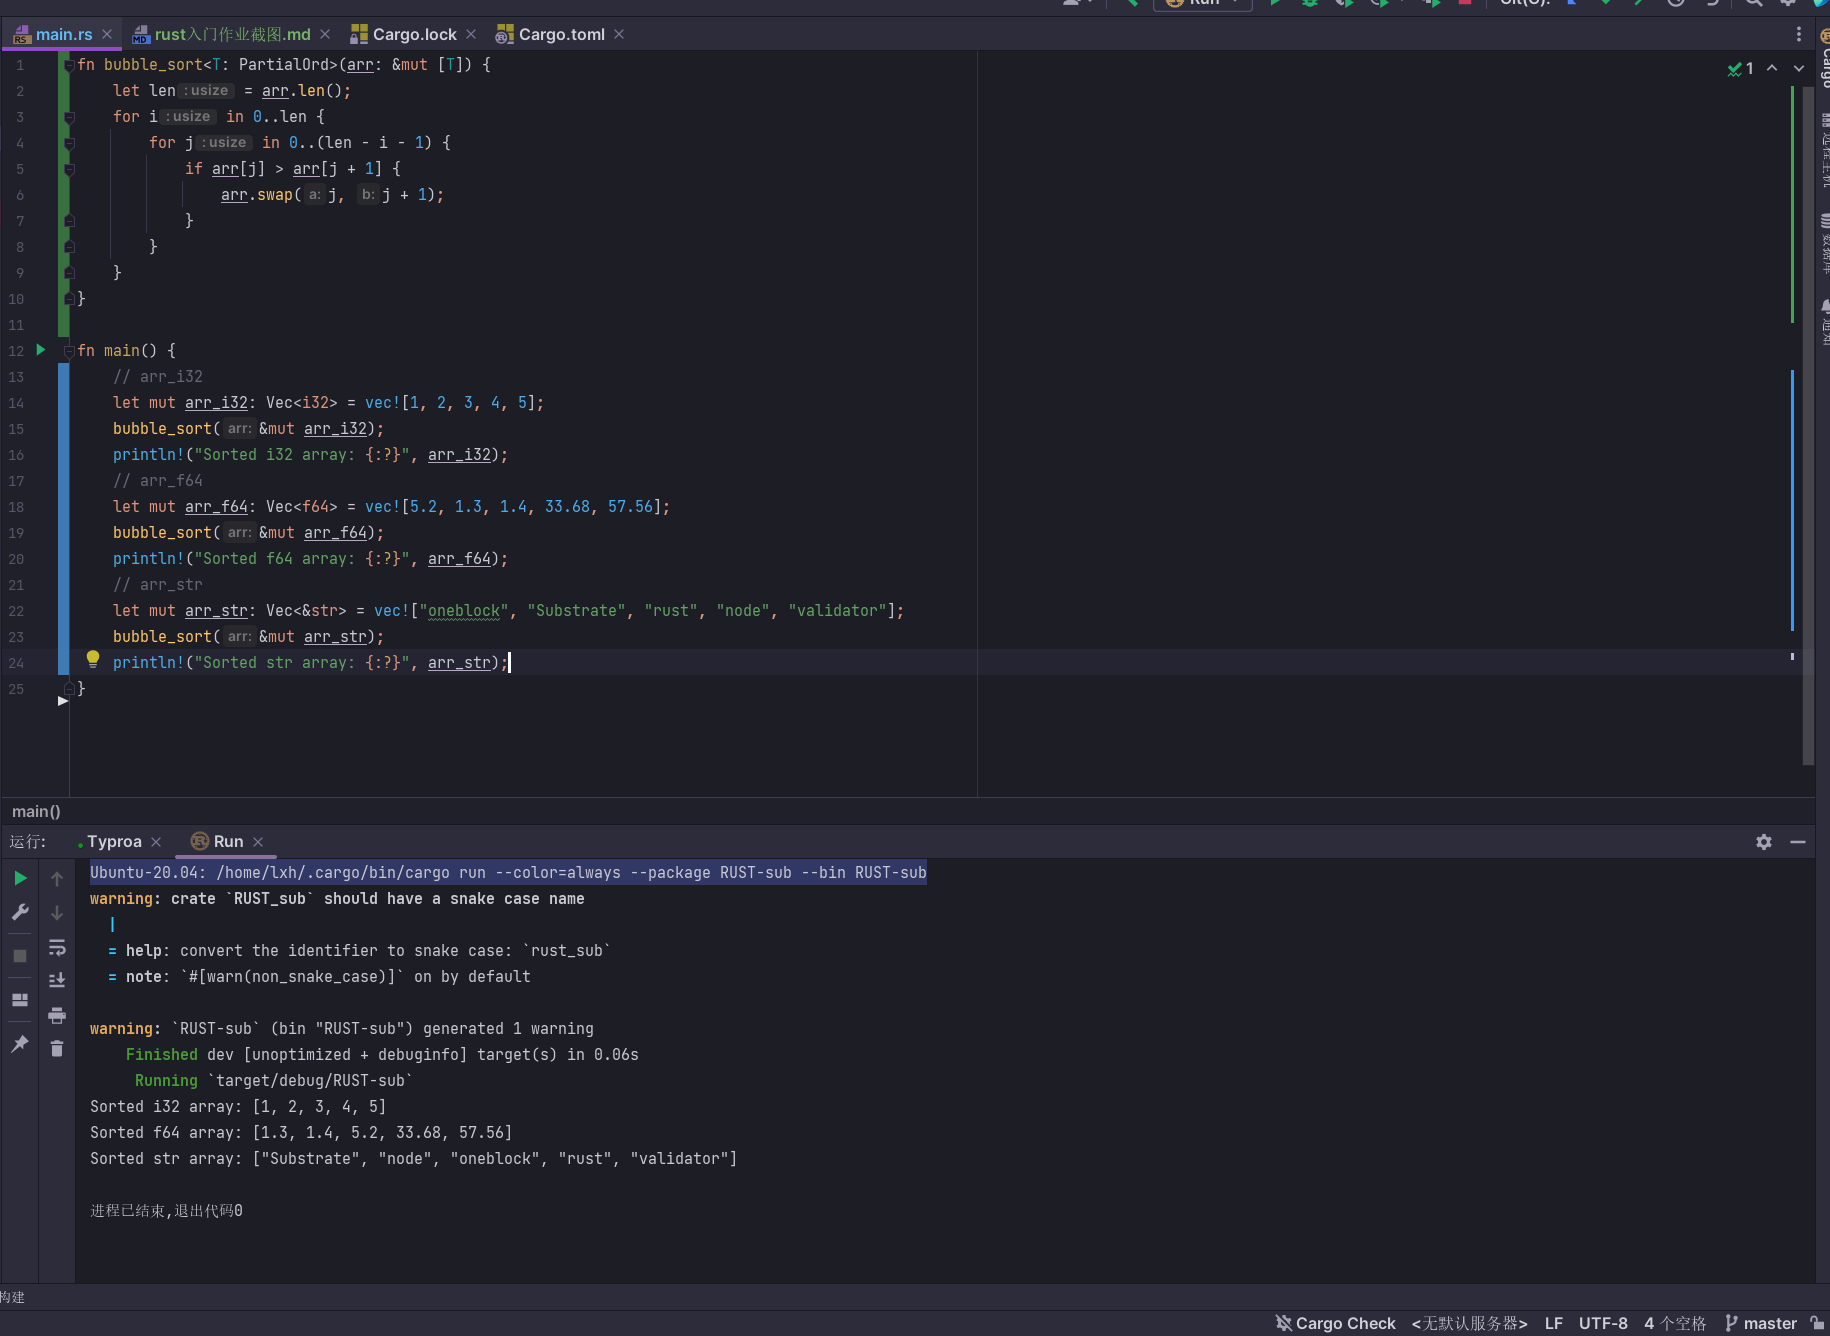 Run
Git(G):
main.rs
rust入门作业截图.md
Cargo.lock
Cargo.toml
Cargo
远程主机
数据库
通知
1
1 fn bubble_sort<T: PartialOrd>(arr: &mut [T]) {
2 let len : usize = arr.len();
3 for i : usize in 0..len {
4 for j : usize in 0..(len - i - 1) {
5 if arr[j] > arr[j + 1] {
6 arr.swap( a: j, b: j + 1);
7 }
8 }
9 }
10 }
11
12 fn main() {
13 // arr_i32
14 let mut arr_i32: Vec<i32> = vec![1, 2, 3, 4, 5];
15 bubble_sort( arr: &mut arr_i32);
16 println!("Sorted i32 array: {:?}", arr_i32);
17 // arr_f64
18 let mut arr_f64: Vec<f64> = vec![5.2, 1.3, 1.4, 33.68, 57.56];
19 bubble_sort( arr: &mut arr_f64);
20 println!("Sorted f64 array: {:?}", arr_f64);
21 // arr_str
22 let mut arr_str: Vec<&str> = vec!["oneblock", "Substrate", "rust", "node", "validator"];
23 bubble_sort( arr: &mut arr_str);
24 println!("Sorted str array: {:?}", arr_str);
25 }
main()
运行: Typroa Run
Ubuntu-20.04: /home/lxh/.cargo/bin/cargo run --color=always --package RUST-sub --bin RUST-sub
warning: crate `RUST_sub` should have a snake case name
|
= help: convert the identifier to snake case: `rust_sub`
= note: `#[warn(non_snake_case)]` on by default
warning: `RUST-sub` (bin "RUST-sub") generated 1 warning
Finished dev [unoptimized + debuginfo] target(s) in 0.06s
Running `target/debug/RUST-sub`
Sorted i32 array: [1, 2, 3, 4, 5]
Sorted f64 array: [1.3, 1.4, 5.2, 33.68, 57.56]
Sorted str array: ["Substrate", "node", "oneblock", "rust", "validator"]
进程已结束,退出代码0
构建
Cargo Check <无默认服务器> LF UTF-8 4 个空格 master